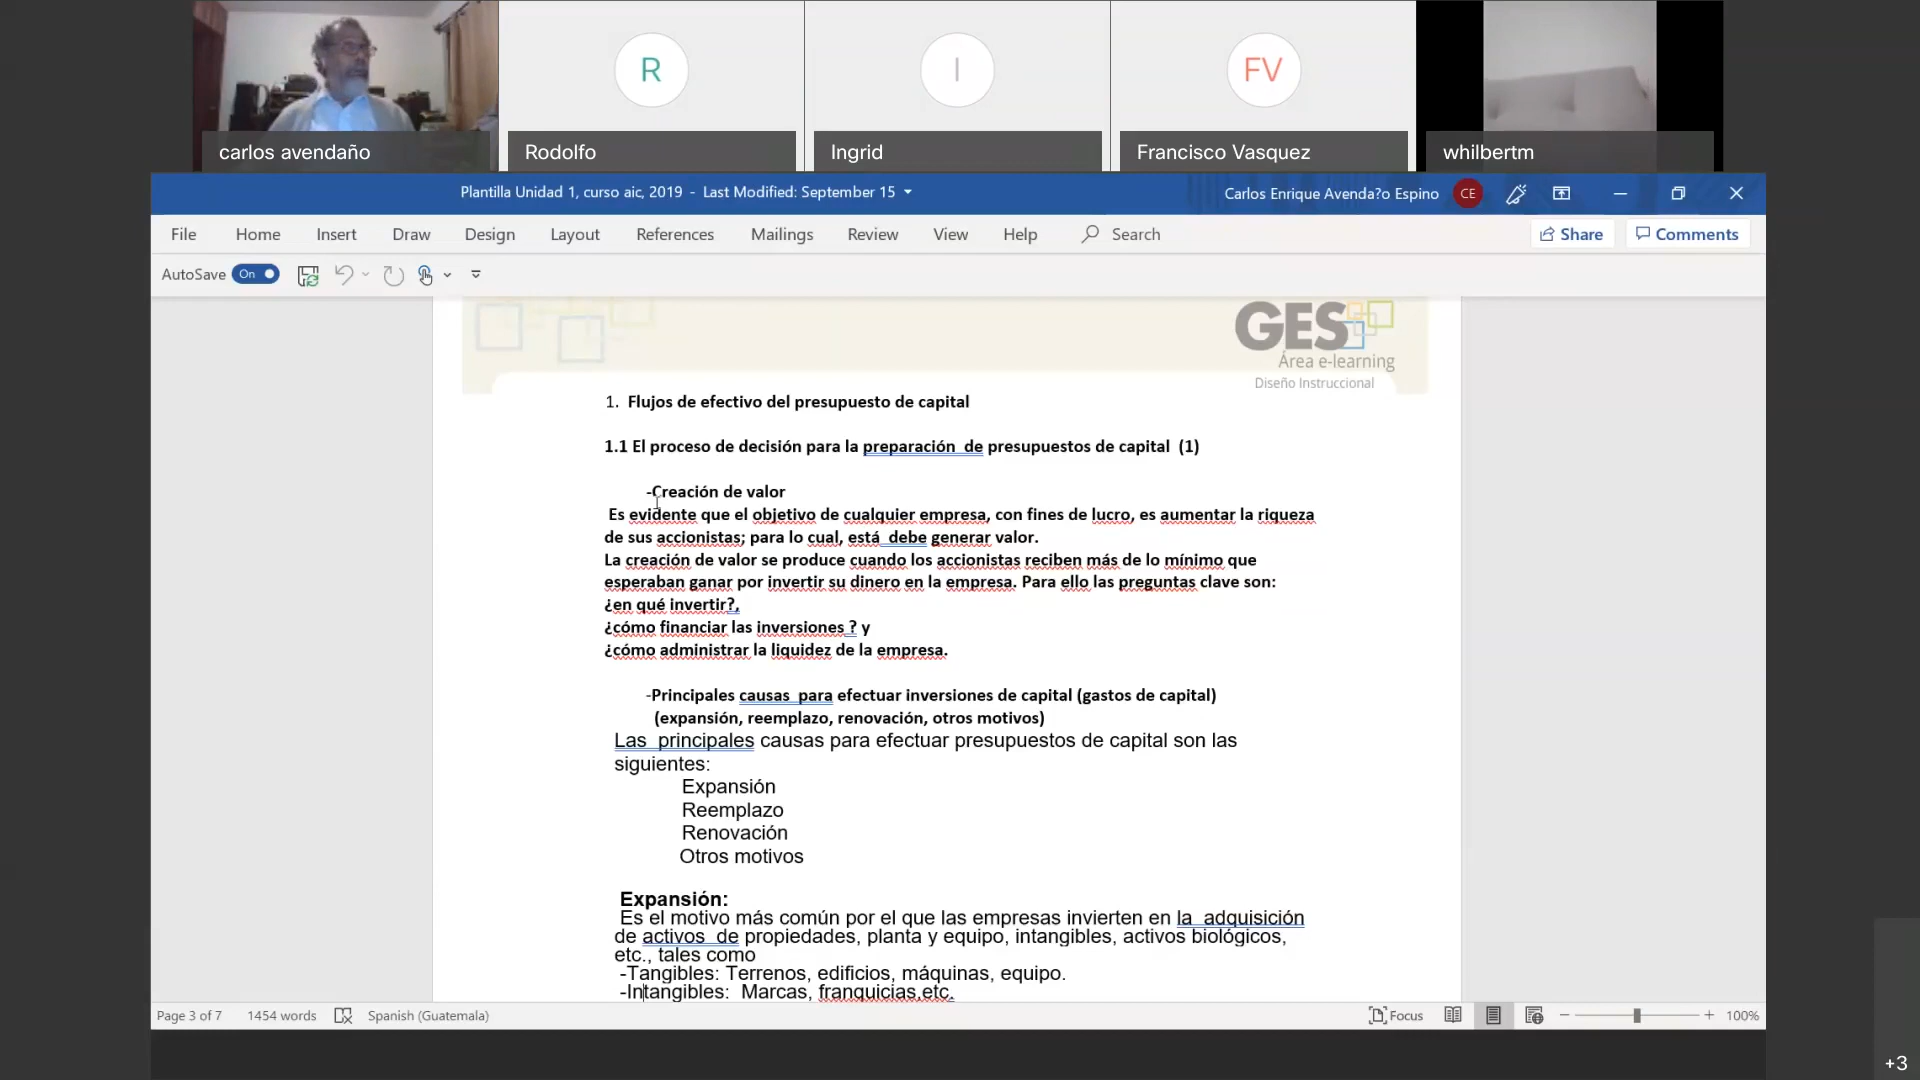 R
I
FV
carlos avendaño
Rodolfo
Ingrid
Francisco Vasquez
whilbertm
Plantilla Unidad 1, curso aic, 2019 - Last Modified: September 15
Carlos Enrique Avenda?o Espino
CE
File Home Insert Draw Design Layout References Mailings Review View Help Search
Share Comments
AutoSave On
GES
Área e-learning
Diseño Instruccional
1. Flujos de efectivo del presupuesto de capital
1.1 El proceso de decisión para la preparación de presupuestos de capital (1)
-Creación de valor
Es evidente que el objetivo de cualquier empresa, con fines de lucro, es aumentar la riqueza
de sus accionistas; para lo cual, está debe generar valor.
La creación de valor se produce cuando los accionistas reciben más de lo mínimo que
esperaban ganar por invertir su dinero en la empresa. Para ello las preguntas clave son:
¿en qué invertir?,
¿cómo financiar las inversiones ? y
¿cómo administrar la liquidez de la empresa.
-Principales causas para efectuar inversiones de capital (gastos de capital)
(expansión, reemplazo, renovación, otros motivos)
Las principales causas para efectuar presupuestos de capital son las
siguientes:
Expansión
Reemplazo
Renovación
Otros motivos
Expansión:
Es el motivo más común por el que las empresas invierten en la adquisición
de activos de propiedades, planta y equipo, intangibles, activos biológicos,
etc., tales como
-Tangibles: Terrenos, edificios, máquinas, equipo.
-Intangibles: Marcas, franquicias,etc.
Page 3 of 7 1454 words Spanish (Guatemala) Focus 100%
+3